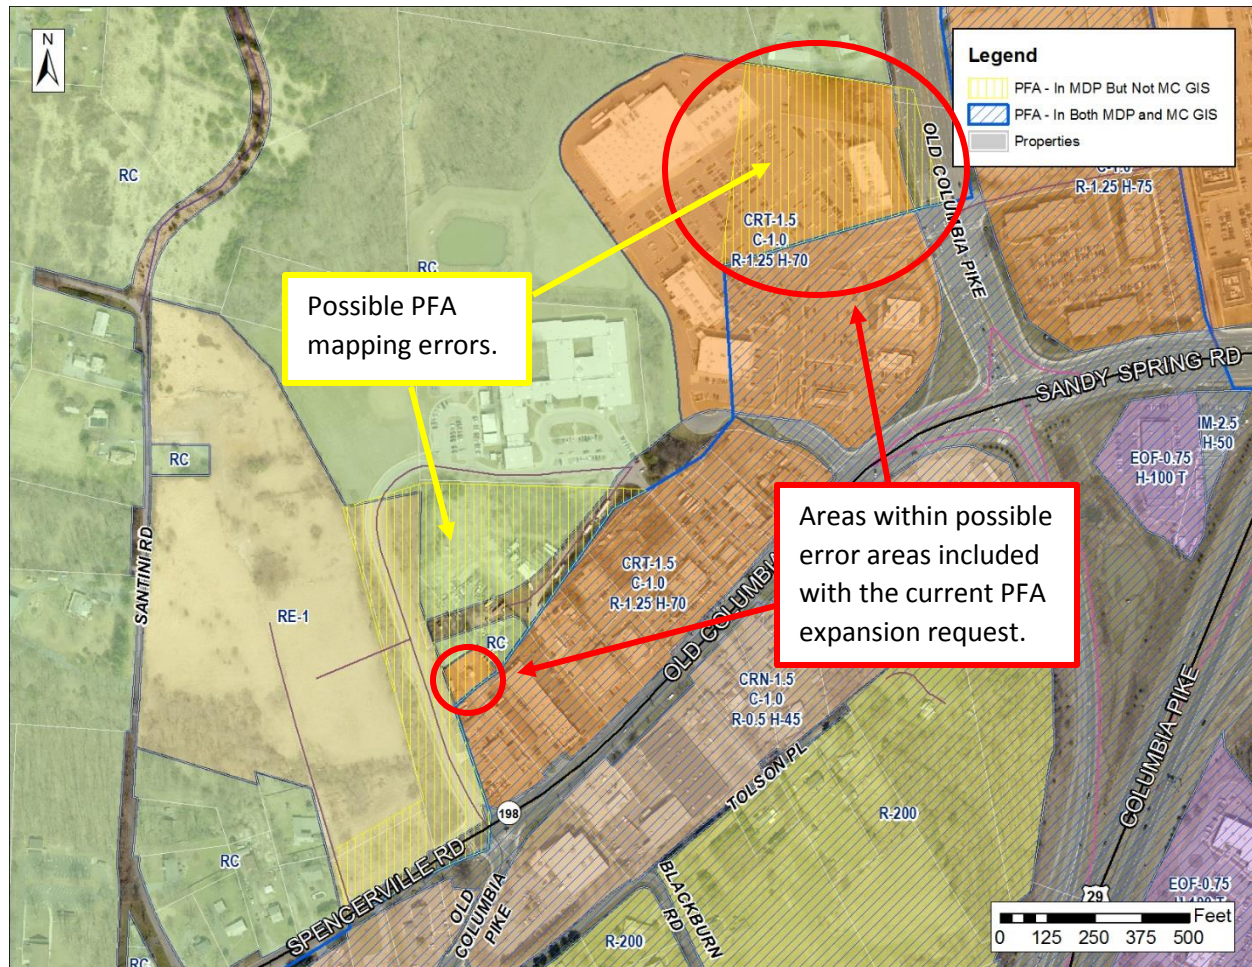 N
Legend
PFA - In MDP But Not MC GIS
PFA - In Both MDP and MC GIS
Properties
RC
OLD COLUMBIA PIKE
C-1.0
R-1.25 H-75
CRT-1.5
C-1.0
R-1.25 H-70
RC
Possible PFA
mapping errors.
SANDY SPRING RD
IM-2.5
H-50
EOF-0.75
H-100 T
RC
SANTINI RD
Areas within possible
error areas included
with the current PFA
expansion request.
CRT-1.5
C-1.0
R-1.25 H-70
OLD COLUMBIA
RE-1
RC
CRN-1.5
C-1.0
R-0.5 H-45
TOLSON PL
COLUMBIA PIKE
198
R-200
SPENCERVILLE RD
RC
OLD
COLUMBIA
PIKE
BLACKBURN
RD
R-200
29
EOF-0.75
Feet
0 125 250 375 500
RC